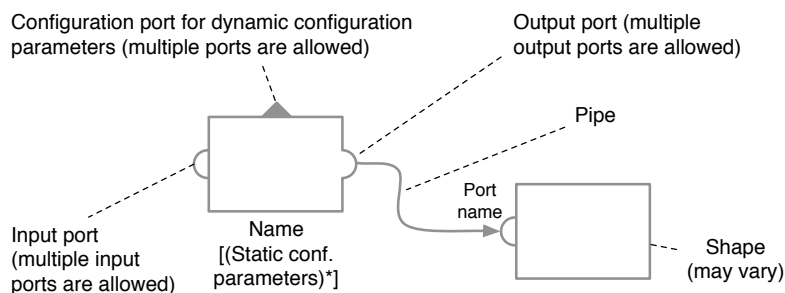 Configuration port for dynamic configuration
parameters (multiple ports are allowed)
Output port (multiple
output ports are allowed)
Pipe
Port
name
Input port
(multiple input
ports are allowed)
Name
[(Static conf.
parameters)*]
Shape
(may vary)